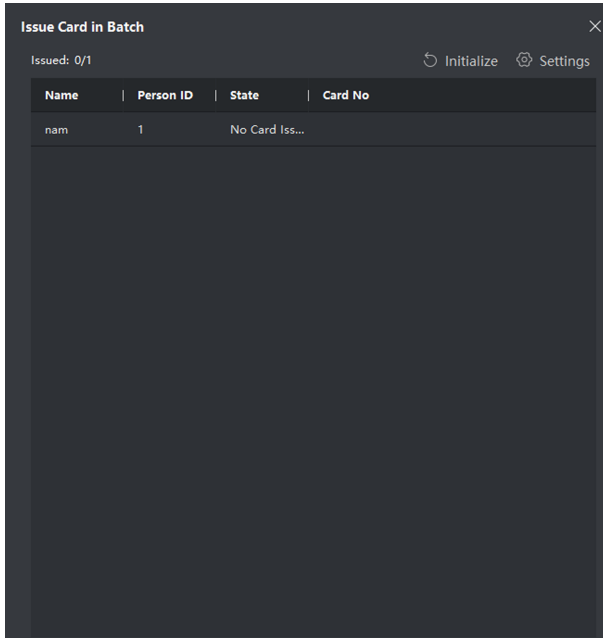 Issue Card in Batch
Issued: 0/1 Initialize Settings
Name Person ID State Card No
nam 1 No Card Iss...